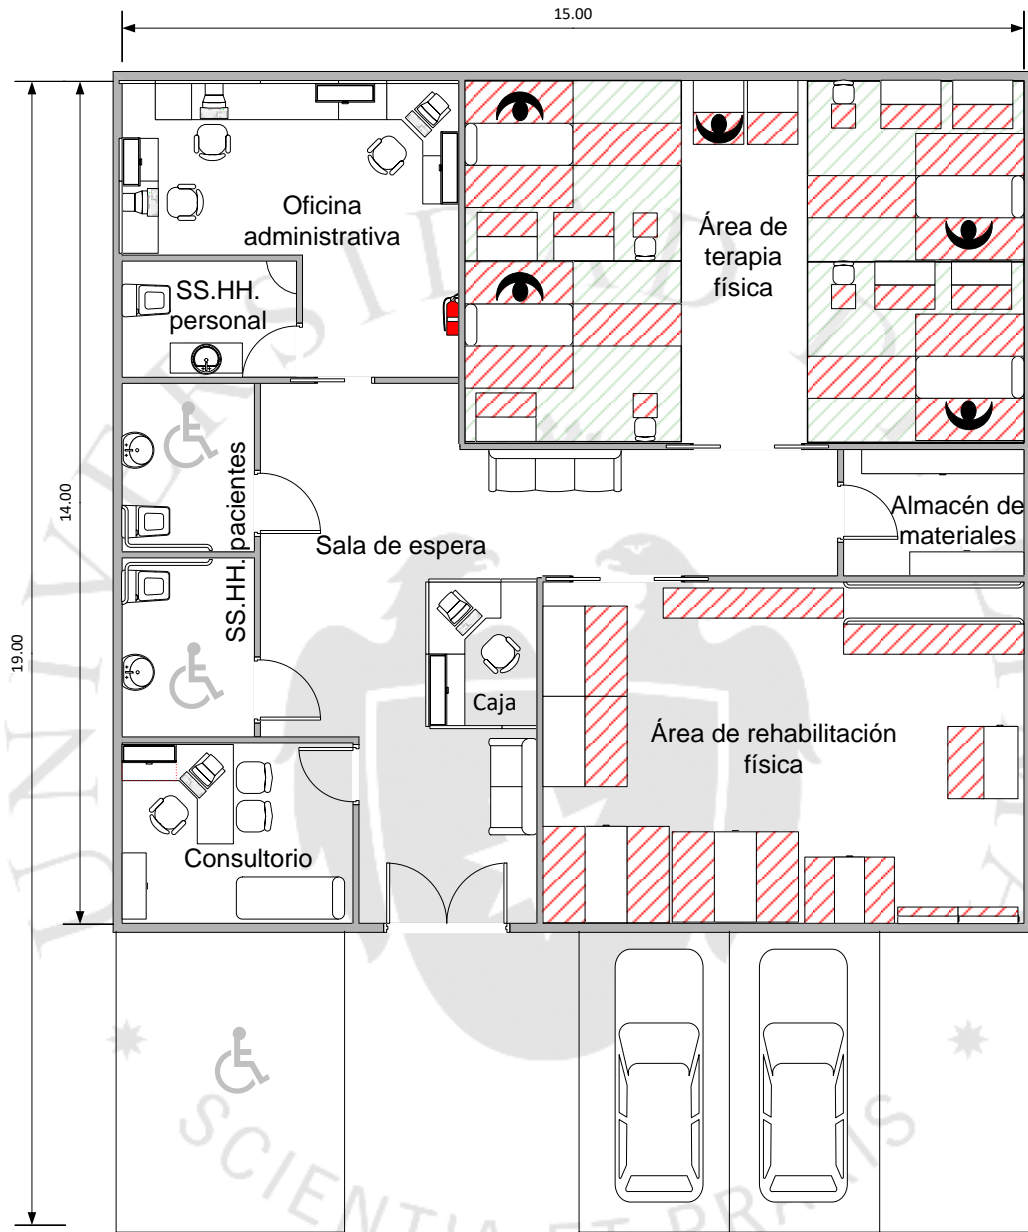 15.00
Oficina
administrativa
Área de
terapia
física
SS.HH.
personal
14.00
SS.HH.
pacientes
Almacén de
materiales
Sala de espera
19.00
Caja
Área de rehabilitación
física
Consultorio
UNIVERSIDAD
SCIENTIA ET PRAXIS